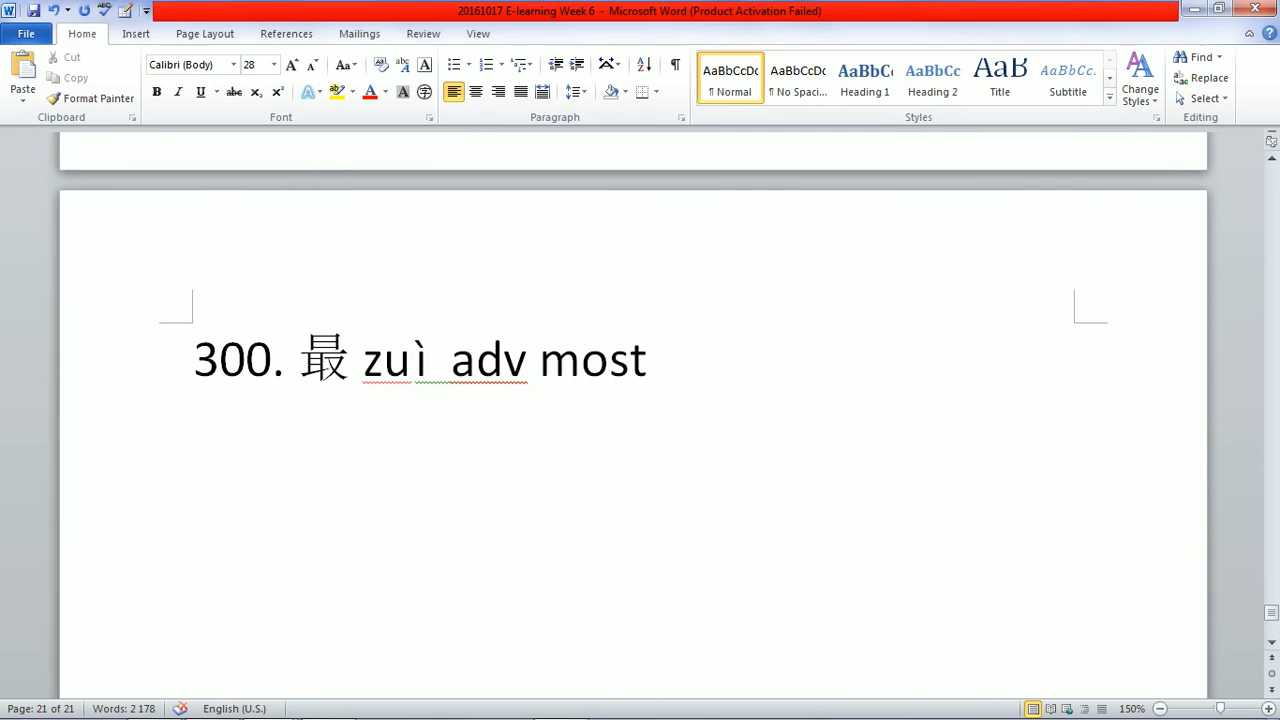 20161017 E-learning Week 6 - Microsoft Word (Product Activation Failed)
File Home Insert Page Layout References Mailings Review View
Paste
Cut
Copy
Format Painter
Clipboard
Calibri (Body) 28
Font
Paragraph
AaBbCcDc AaBbCcDc AaBbCc AaBbCc AaB AaBbCc.
¶ Normal ¶ No Spaci... Heading 1 Heading 2 Title Subtitle
Change Styles
Styles
Find
Replace
Select
Editing
300. 最 zuì adv most
Page: 21 of 21 Words: 2 178 English (U.S.) 150%